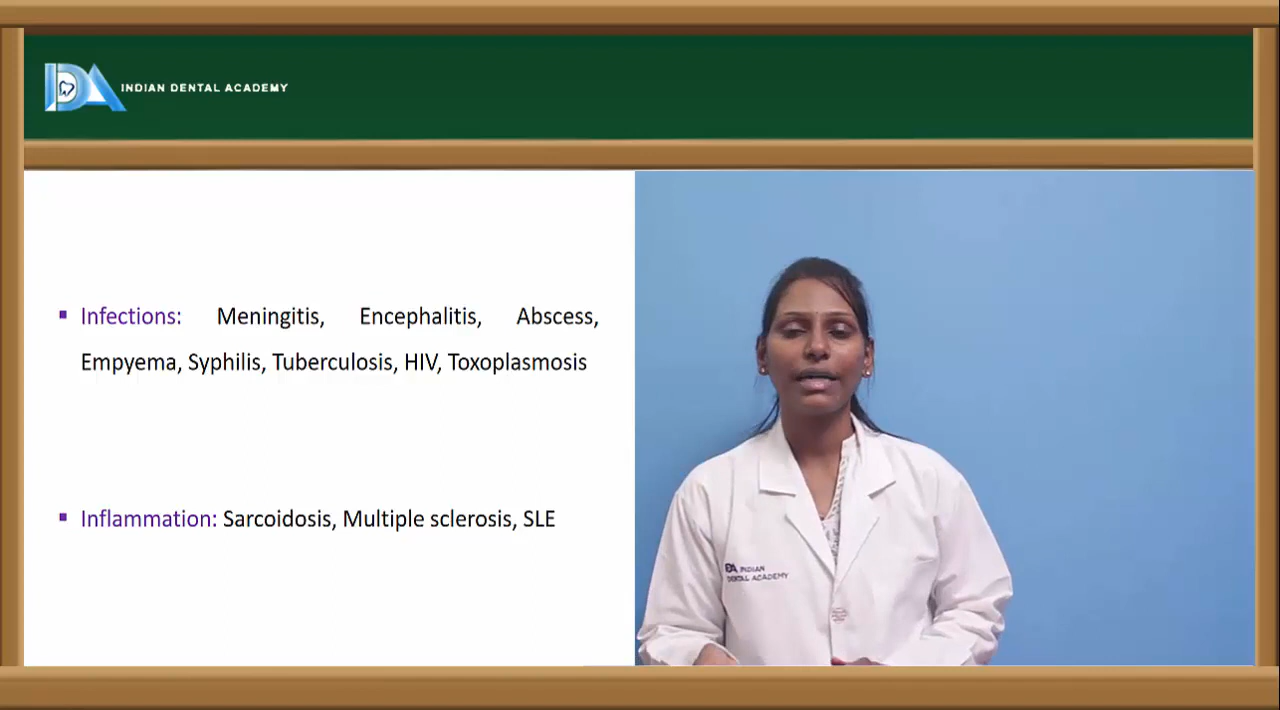 INDIAN DENTAL ACADEMY
Infections: Meningitis, Encephalitis, Abscess,
Empyema, Syphilis, Tuberculosis, HIV, Toxoplasmosis
Inflammation: Sarcoidosis, Multiple sclerosis, SLE
IDA INDIAN
DENTAL ACADEMY